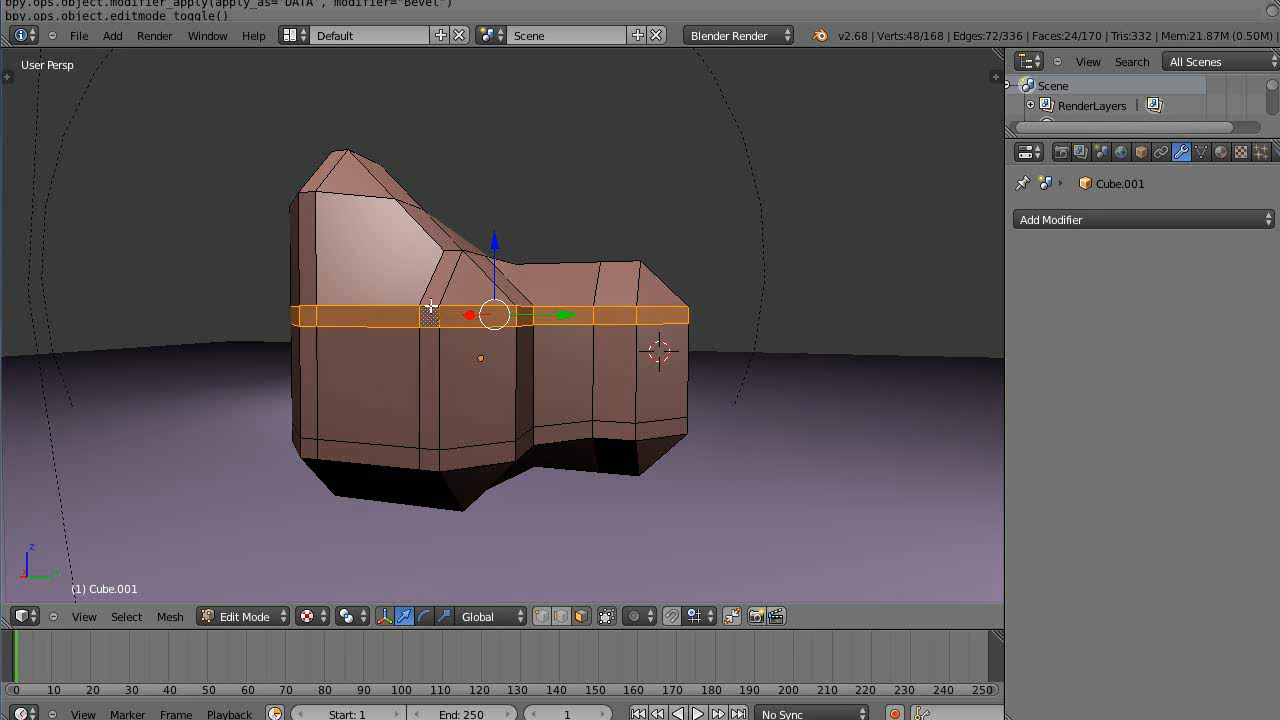 bpy.ops.object.modifier_apply(apply_as="DATA", modifier="Bevel")
bpy.ops.object.editmode_toggle()
File Add Render Window Help Default Scene Blender Render v2.68 | Verts:48/168 | Edges:72/336 | Faces:24/170 | Tris:332 | Mem:21.87M (0.50M)
User Persp
View Search All Scenes
Scene
RenderLayers
Cube.001
Add Modifier
z
(1) Cube.001
View Select Mesh Edit Mode Global
0 10 20 30 40 50 60 70 80 90 100 110 120 130 140 150 160 170 180 190 200 210 220 230 240 250
View Marker Frame Playback Start: 1 End: 250 1 No Sync